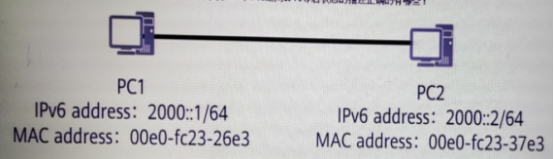 PC1
IPv6 address：2000::1/64
MAC address：00e0-fc23-26e3
PC2
IPv6 address：2000::2/64
MAC address：00e0-fc23-37e3